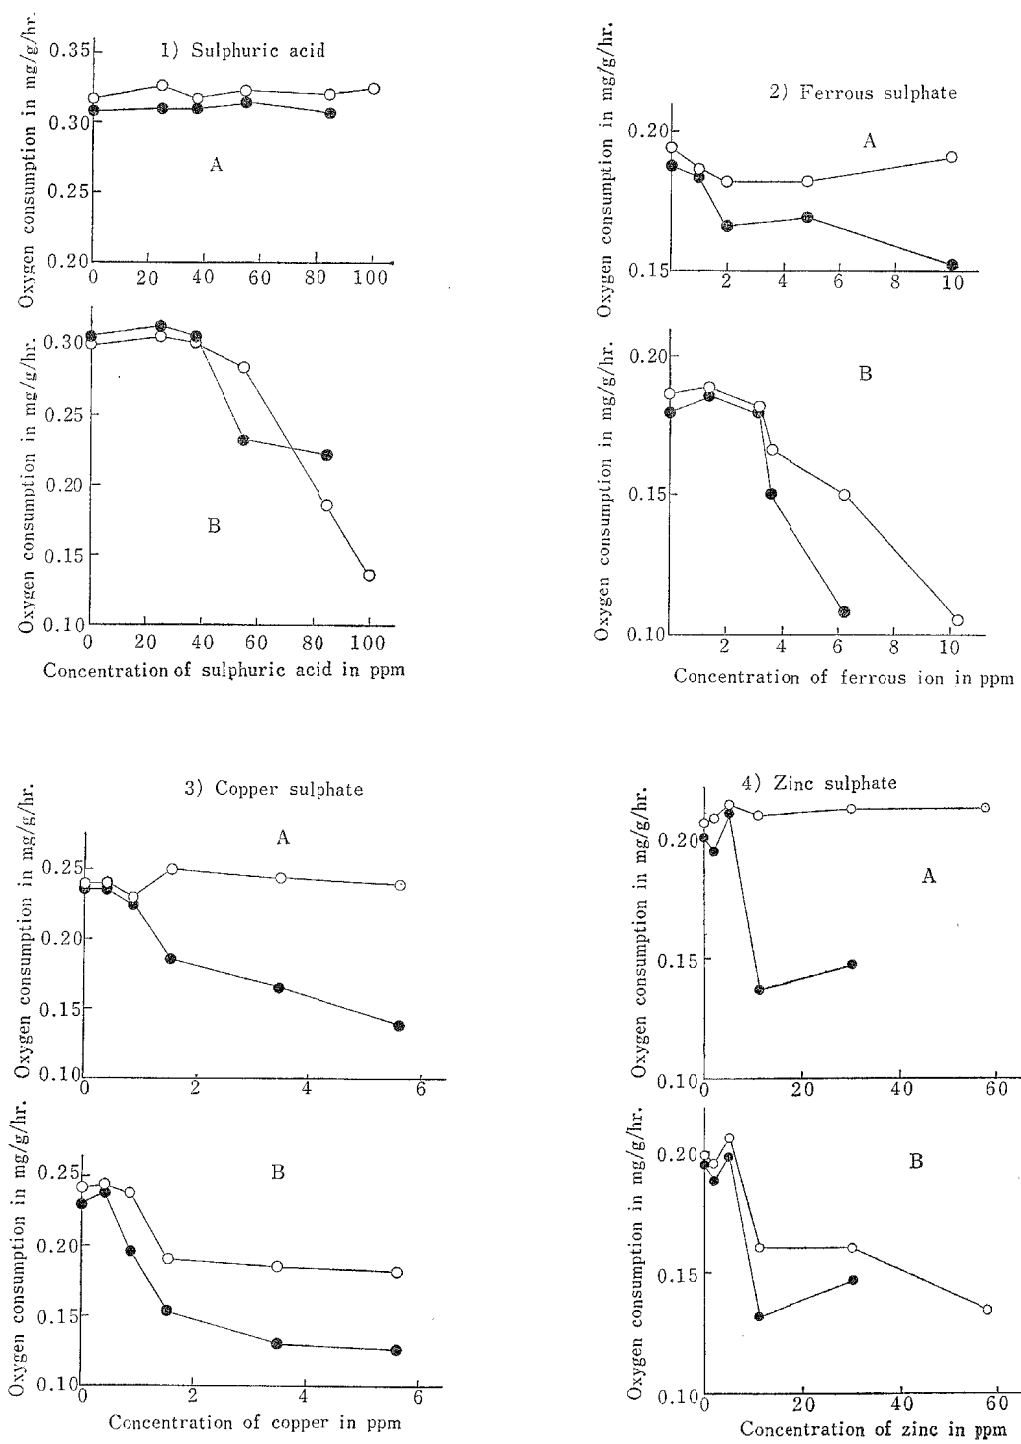 1) Sulphuric acid
Oxygen consumption in mg/g/hr.
0.35
0.30
0.25
0.20
A
0 20 40 60 80 100
Oxygen consumption in mg/g/hr.
0.30
0.25
0.20
0.15
0.10
B
0 20 40 60 80 100
Concentration of sulphuric acid in ppm
2) Ferrous sulphate
Oxygen consumption in mg/g/hr.
0.20
0.15
A
2 4 6 8 10
Oxygen consumption in mg/g/hr.
0.20
0.15
0.10
B
2 4 6 8 10
Concentration of ferrous ion in ppm
3) Copper sulphate
Oxygen consumption in mg/g/hr.
0.25
0.20
0.15
0.10
A
0 2 4 6
Oxygen consumption in mg/g/hr.
0.25
0.20
0.15
0.10
B
0 2 4 6
Concentration of copper in ppm
4) Zinc sulphate
Oxygen consumption in mg/g/hr.
0.20
0.15
0.10
A
0 20 40 60
Oxygen consumption in mg/g/hr.
0.20
0.15
0.10
B
0 20 40 60
Concentration of zinc in ppm